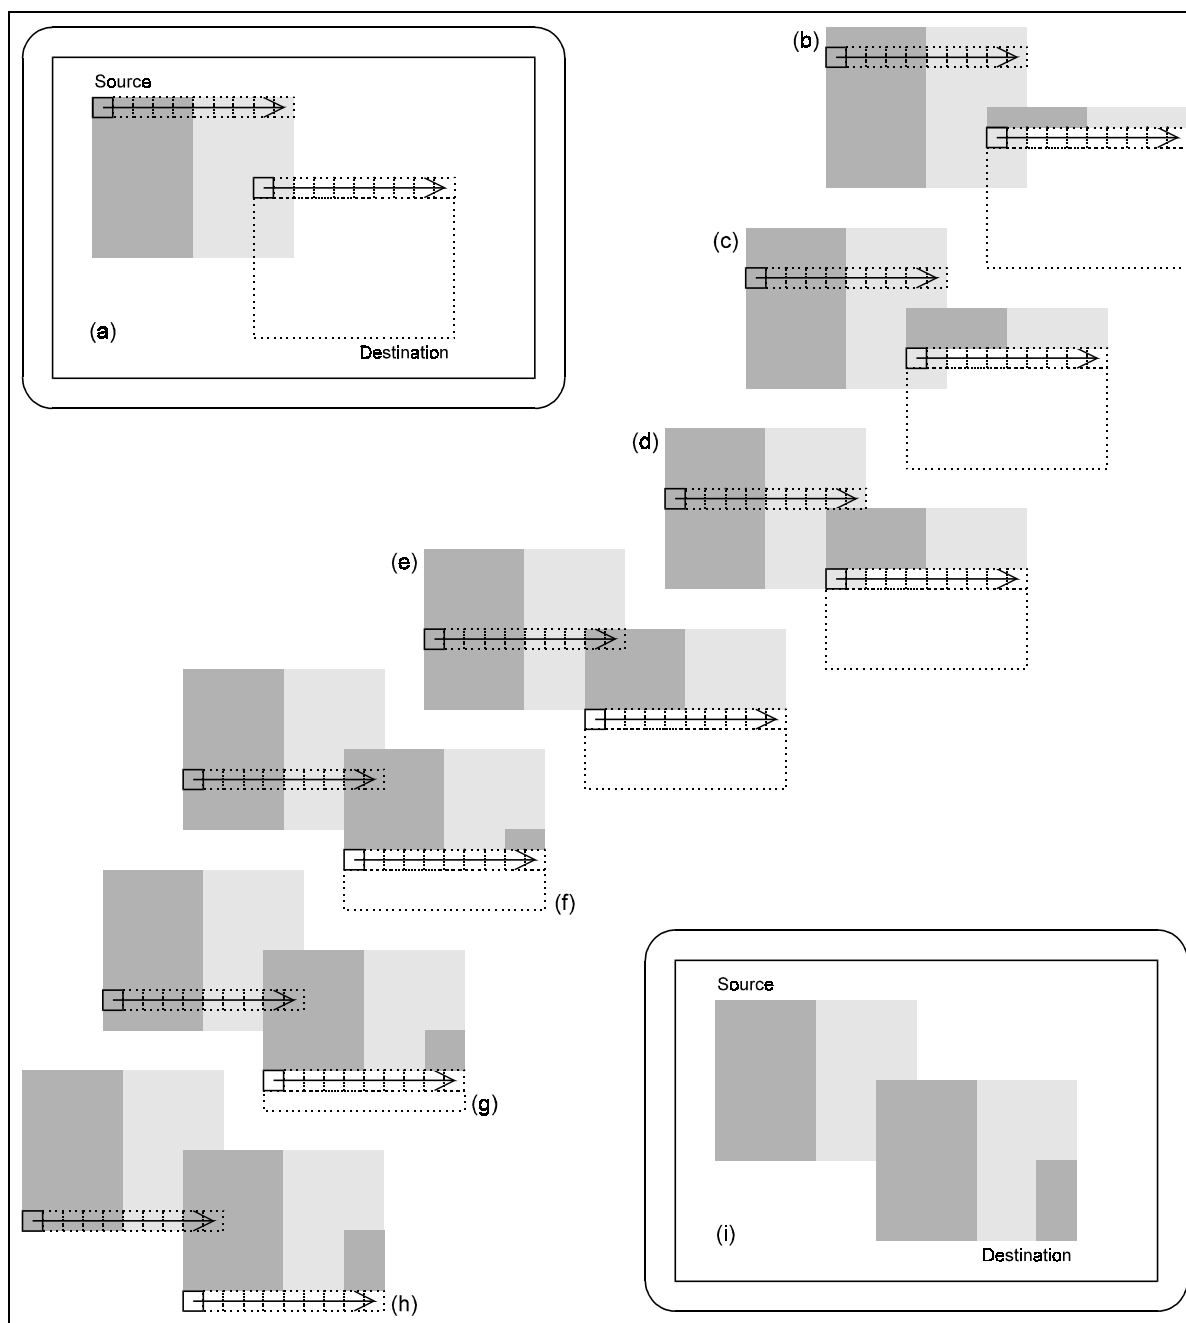 Source
(a)
Destination
(b)
(c)
(d)
(e)
(f)
(g)
(h)
Source
(i)
Destination